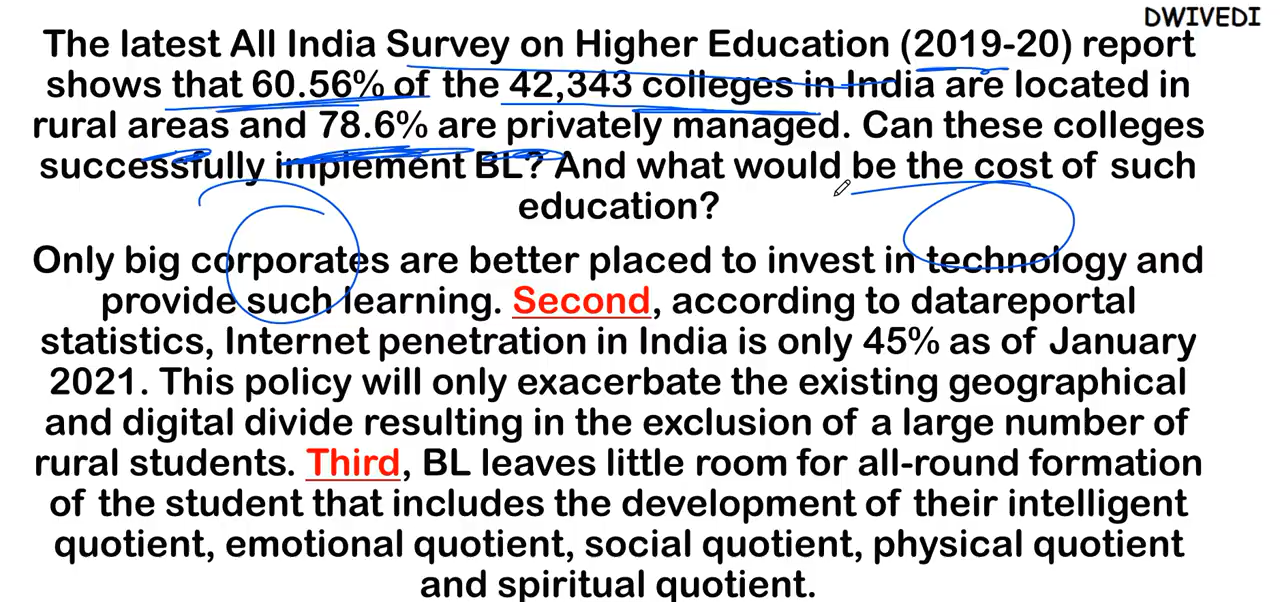 DWIVEDI
The latest All India Survey on Higher Education (2019-20) report
shows that 60.56% of the 42,343 colleges in India are located in
rural areas and 78.6% are privately managed. Can these colleges
successfully implement BL? And what would be the cost of such
education?
Only big corporates are better placed to invest in technology and
provide such learning. Second, according to datareportal
statistics, Internet penetration in India is only 45% as of January
2021. This policy will only exacerbate the existing geographical
and digital divide resulting in the exclusion of a large number of
rural students. Third, BL leaves little room for all-round formation
of the student that includes the development of their intelligent
quotient, emotional quotient, social quotient, physical quotient
and spiritual quotient.